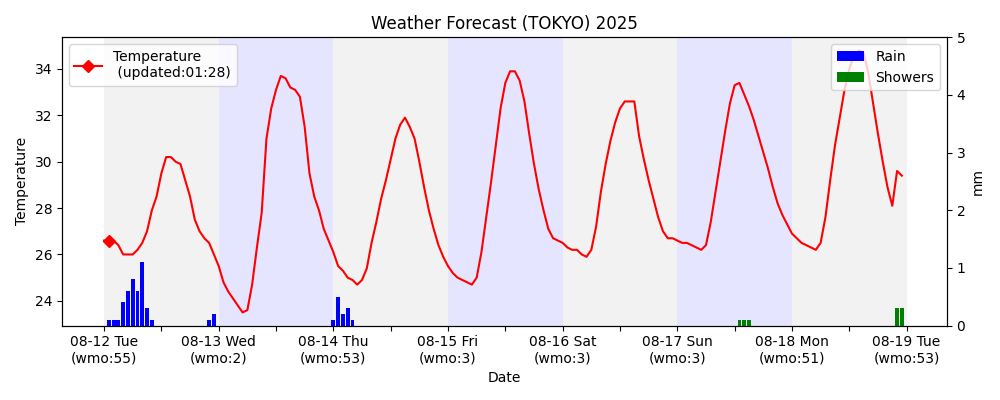 Weather Forecast (TOKYO) 2025
Temperature
(updated:01:28)
Rain
Showers
Temperature
34
32
30
28
26
24
5
4
3
2
1
0
mm
08-12 Tue
(wmo:55)
08-13 Wed
(wmo:2)
08-14 Thu
(wmo:53)
08-15 Fri
(wmo:3)
08-16 Sat
(wmo:3)
08-17 Sun
(wmo:3)
08-18 Mon
(wmo:51)
08-19 Tue
(wmo:53)
Date